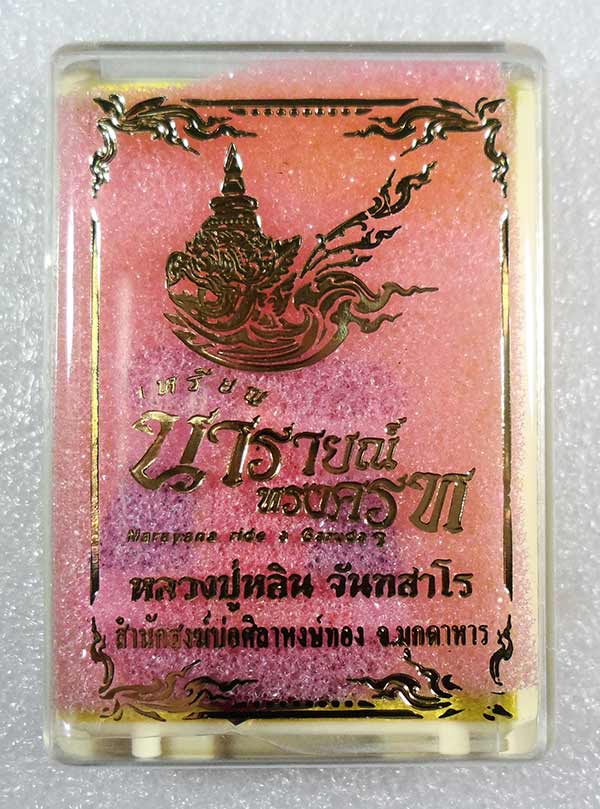 เหรียญ
นารายณ์
ทรงครุฑ
Narayana ride a Garuda
หลวงปู่หอิน จันทสาโร
สำนักสงฆ์บ่อศิลาหงษ์ทอง จ.มุกดาหาร